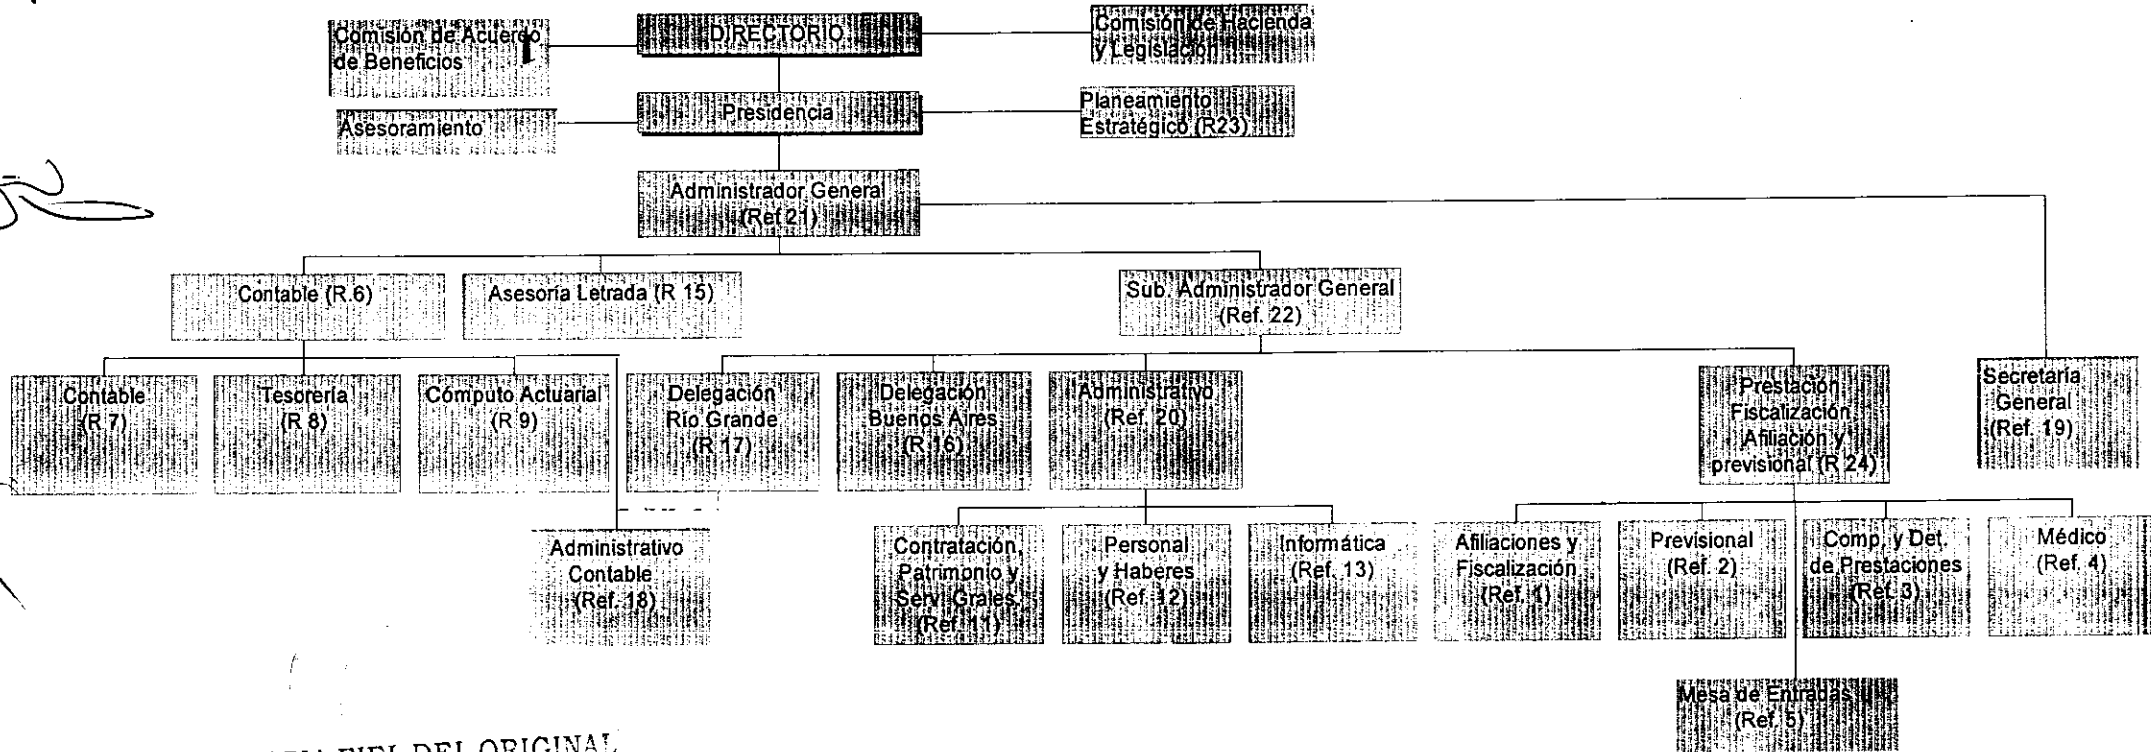 Comisión de Acuerdo
de Beneficios
DIRECTORIO
Comisión de Hacienda
y Legislación
Asesoramiento
Presidencia
Planeamiento
Estratégico (R23)
Administrador General
(Ref 21)
Contable (R.6)
Asesoría Letrada (R 15)
Sub. Administrador General
(Ref. 22)
Contable
(R 7)
Tesorería
(R 8)
Cómputo Actuarial
(R 9)
Delegación
Río Grande
(R 17)
Delegación
Buenos Aires
(R 16)
Administrativo
(Ref. 20)
Prestación
Fiscalización
Afiliación y
previsional (R 24)
Secretaría
General
(Ref. 19)
Administrativo
Contable
(Ref. 18)
Contratación,
Patrimonio y
Serv. Grales.
(Ref. 11)
Personal
y Haberes
(Ref. 12)
Informática
(Ref. 13)
Afiliaciones y
Fiscalización
(Ref. 1)
Previsional
(Ref. 2)
Comp. y Det.
de Prestaciones
(Ref. 3)
Médico
(Ref. 4)
Mesa de Entradas
(Ref. 5)
FIEL DEL ORIGINAL